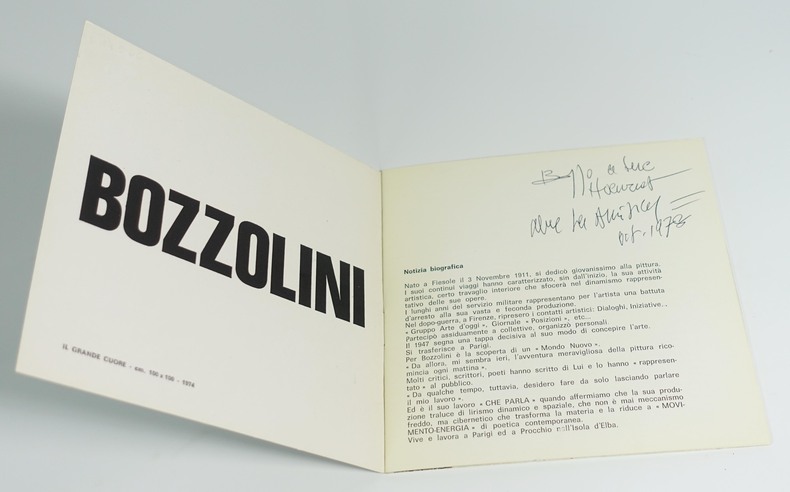 BOZZOLINI
IL GRANDE CUORE - cm. 100 x 100 - 1974
a Luc
oct. 1978
Notizia biografica
Nato a Fiesole il 3 Novembre 1911, si dedicò giovanissimo alla pittura.
I suoi continui viaggi hanno caratterizzato, sin dall'inizio, la sua attività
artistica, certo travaglio interiore che sfocerà nel dinamismo rappresen-
tativo delle sue opere.
I lunghi anni del servizio militare rappresentano per l'artista una battuta
d'arresto alla sua vasta e feconda produzione.
Nel dopo-guerra, a Firenze, ripresero i contatti artistici: Dialoghi, Iniziative..,
« Gruppo Arte d'oggi », Giornale « Posizioni », etc...
Partecipò assiduamente a collettive, organizzò personali
Il 1947 segna una tappa decisiva al suo modo di concepire l'arte.
Si trasferisce a Parigi.
Per Bozzolini è la scoperta di un « Mondo Nuovo ».
« Da allora, mi sembra ieri, l'avventura meravigliosa della pittura rico-
mincia ogni mattina ».
Molti critici, scrittori, poeti hanno scritto di Lui e lo hanno « rappresen-
tato » al pubblico.
« Da qualche tempo, tuttavia, desidero fare da solo lasciando parlare
il mio lavoro ».
Ed è il suo lavoro « CHE PARLA » quando affermiamo che la sua produ-
zione traluce di lirismo dinamico e spaziale, che non è mai meccanismo
freddo, ma cibernetico che trasforma la materia e la riduce a « MOVI-
MENTO-ENERGIA » di poetica contemporanea.
Vive e lavora a Parigi ed a Procchio nell'Isola d'Elba.